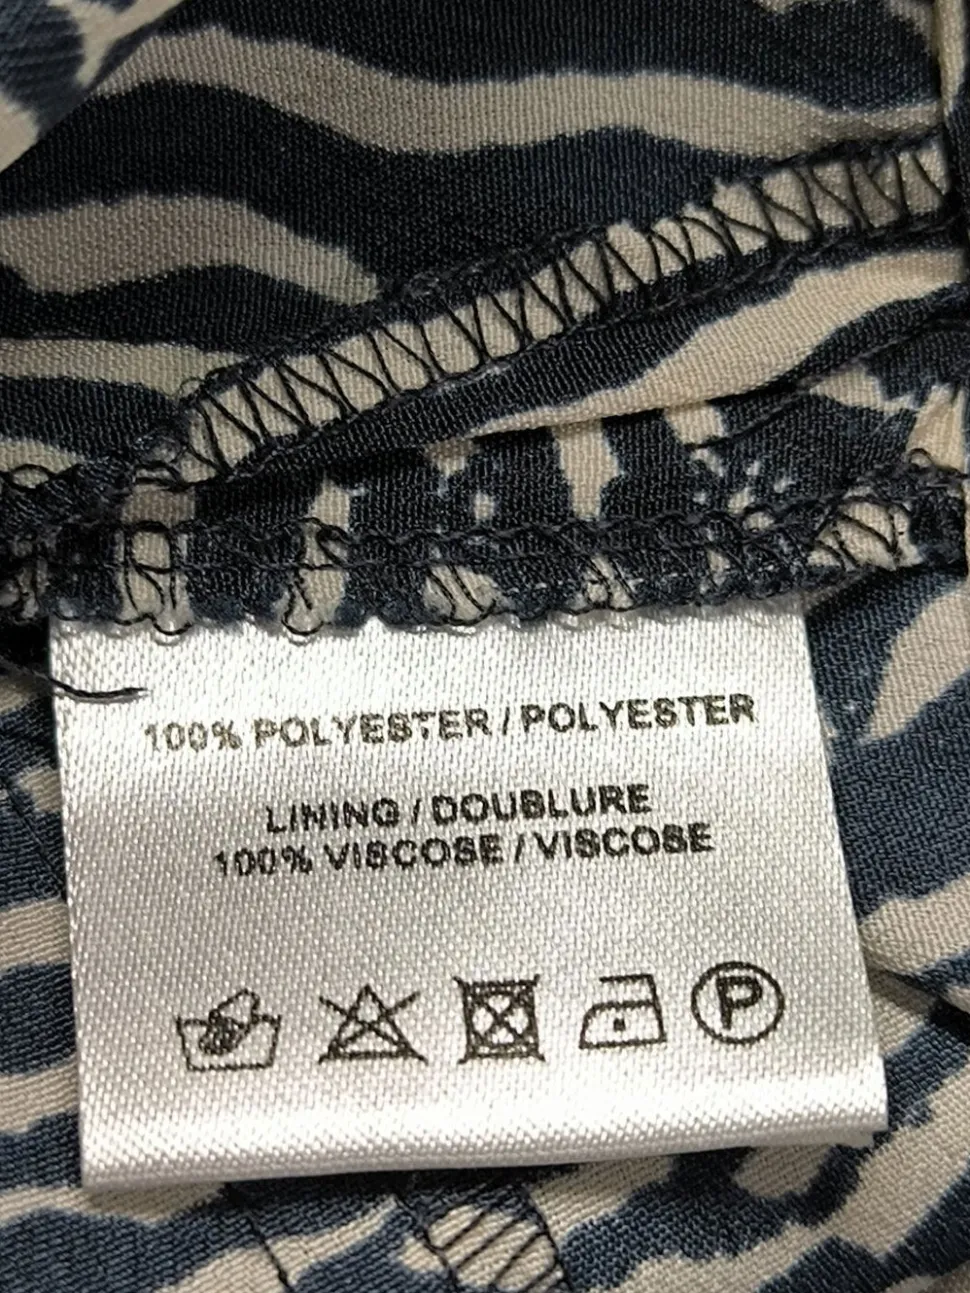 100% POLYESTER / POLYESTER
LINING / DOUBLURE
100% VISCOSE / VISCOSE
P